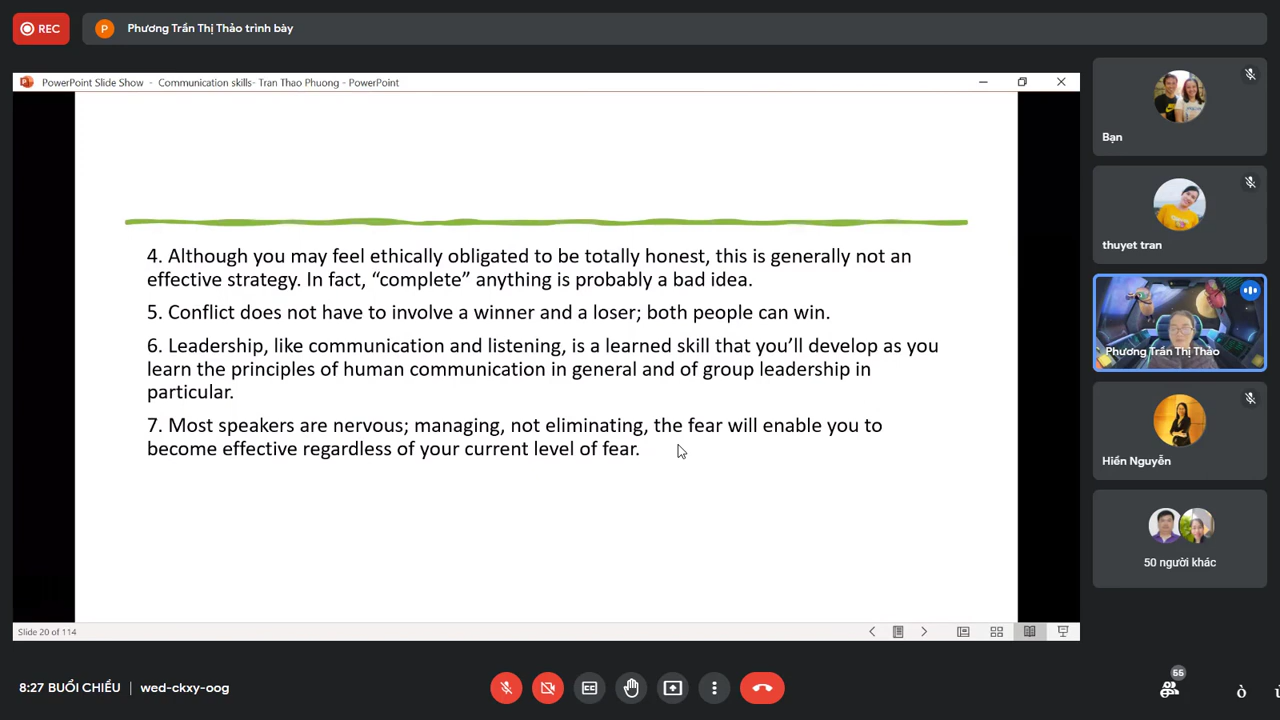 REC
P
Phương Trần Thị Thảo trình bày
PowerPoint Slide Show - Communication skills- Tran Thao Phuong - PowerPoint
4. Although you may feel ethically obligated to be totally honest, this is generally not an
effective strategy. In fact, “complete” anything is probably a bad idea.
5. Conflict does not have to involve a winner and a loser; both people can win.
6. Leadership, like communication and listening, is a learned skill that you’ll develop as you
learn the principles of human communication in general and of group leadership in
particular.
7. Most speakers are nervous; managing, not eliminating, the fear will enable you to
become effective regardless of your current level of fear.
Slide 20 of 114
Bạn
thuyet tran
Phương Trần Thị Thảo
Hiền Nguyễn
50 người khác
8:27 BUỔI CHIỀU
wed-ckxy-oog
CC
55
ò